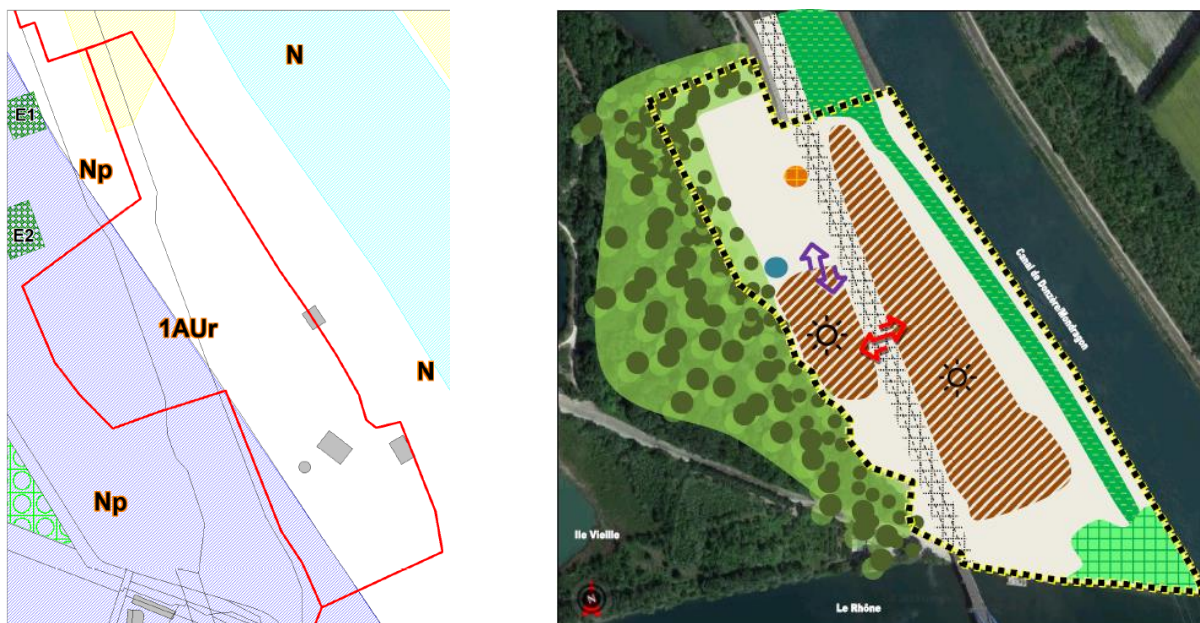 N
E1
Np
E2
1AUr
N
Np
Canal de Donzère/Mondragon
Ile Vieille
N
Le Rhône